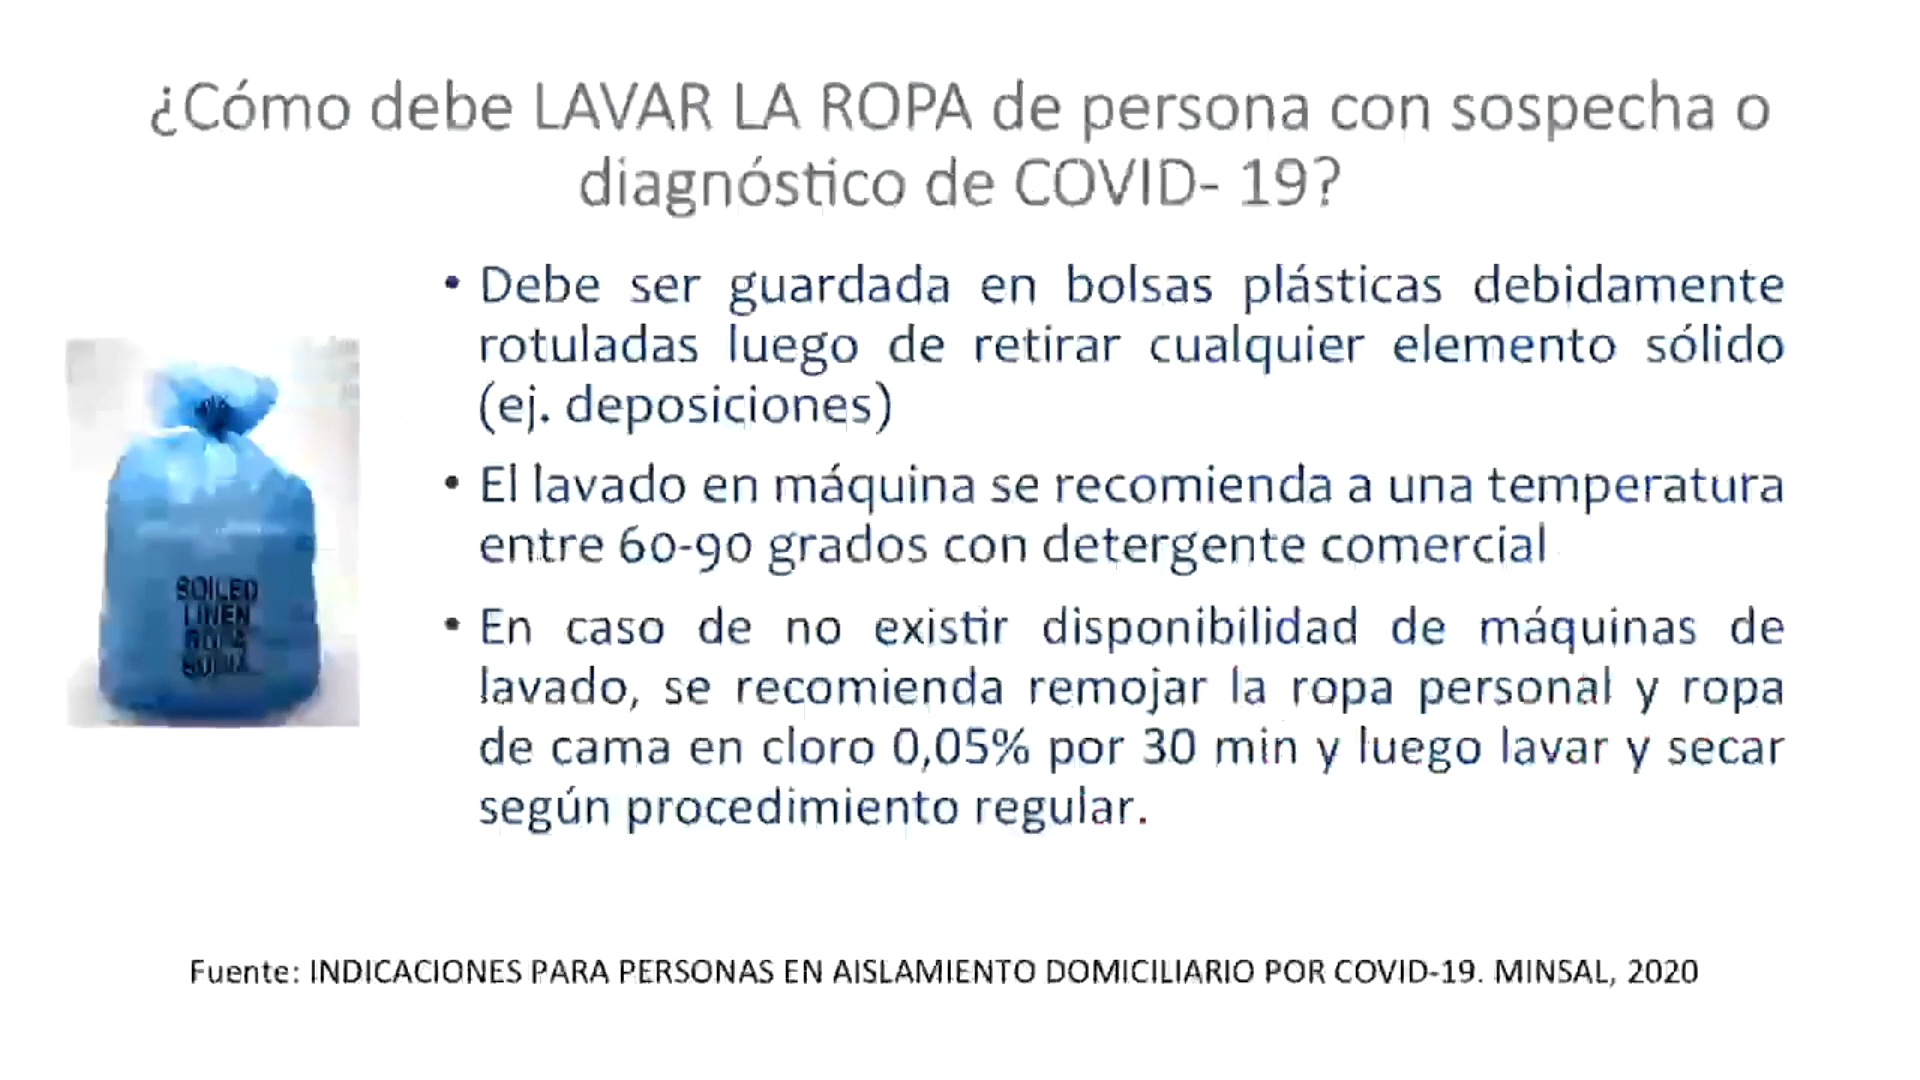 ¿Cómo debe LAVAR LA ROPA de persona con sospecha o
diagnóstico de COVID- 19?
• Debe ser guardada en bolsas plásticas debidamente
rotuladas luego de retirar cualquier elemento sólido
(ej. deposiciones)
• El lavado en máquina se recomienda a una temperatura
entre 60-90 grados con detergente comercial
• En caso de no existir disponibilidad de máquinas de
lavado, se recomienda remojar la ropa personal y ropa
de cama en cloro 0,05% por 30 min y luego lavar y secar
según procedimiento regular.
SOILED
LINEN
ROPA
Fuente: INDICACIONES PARA PERSONAS EN AISLAMIENTO DOMICILIARIO POR COVID-19. MINSAL, 2020